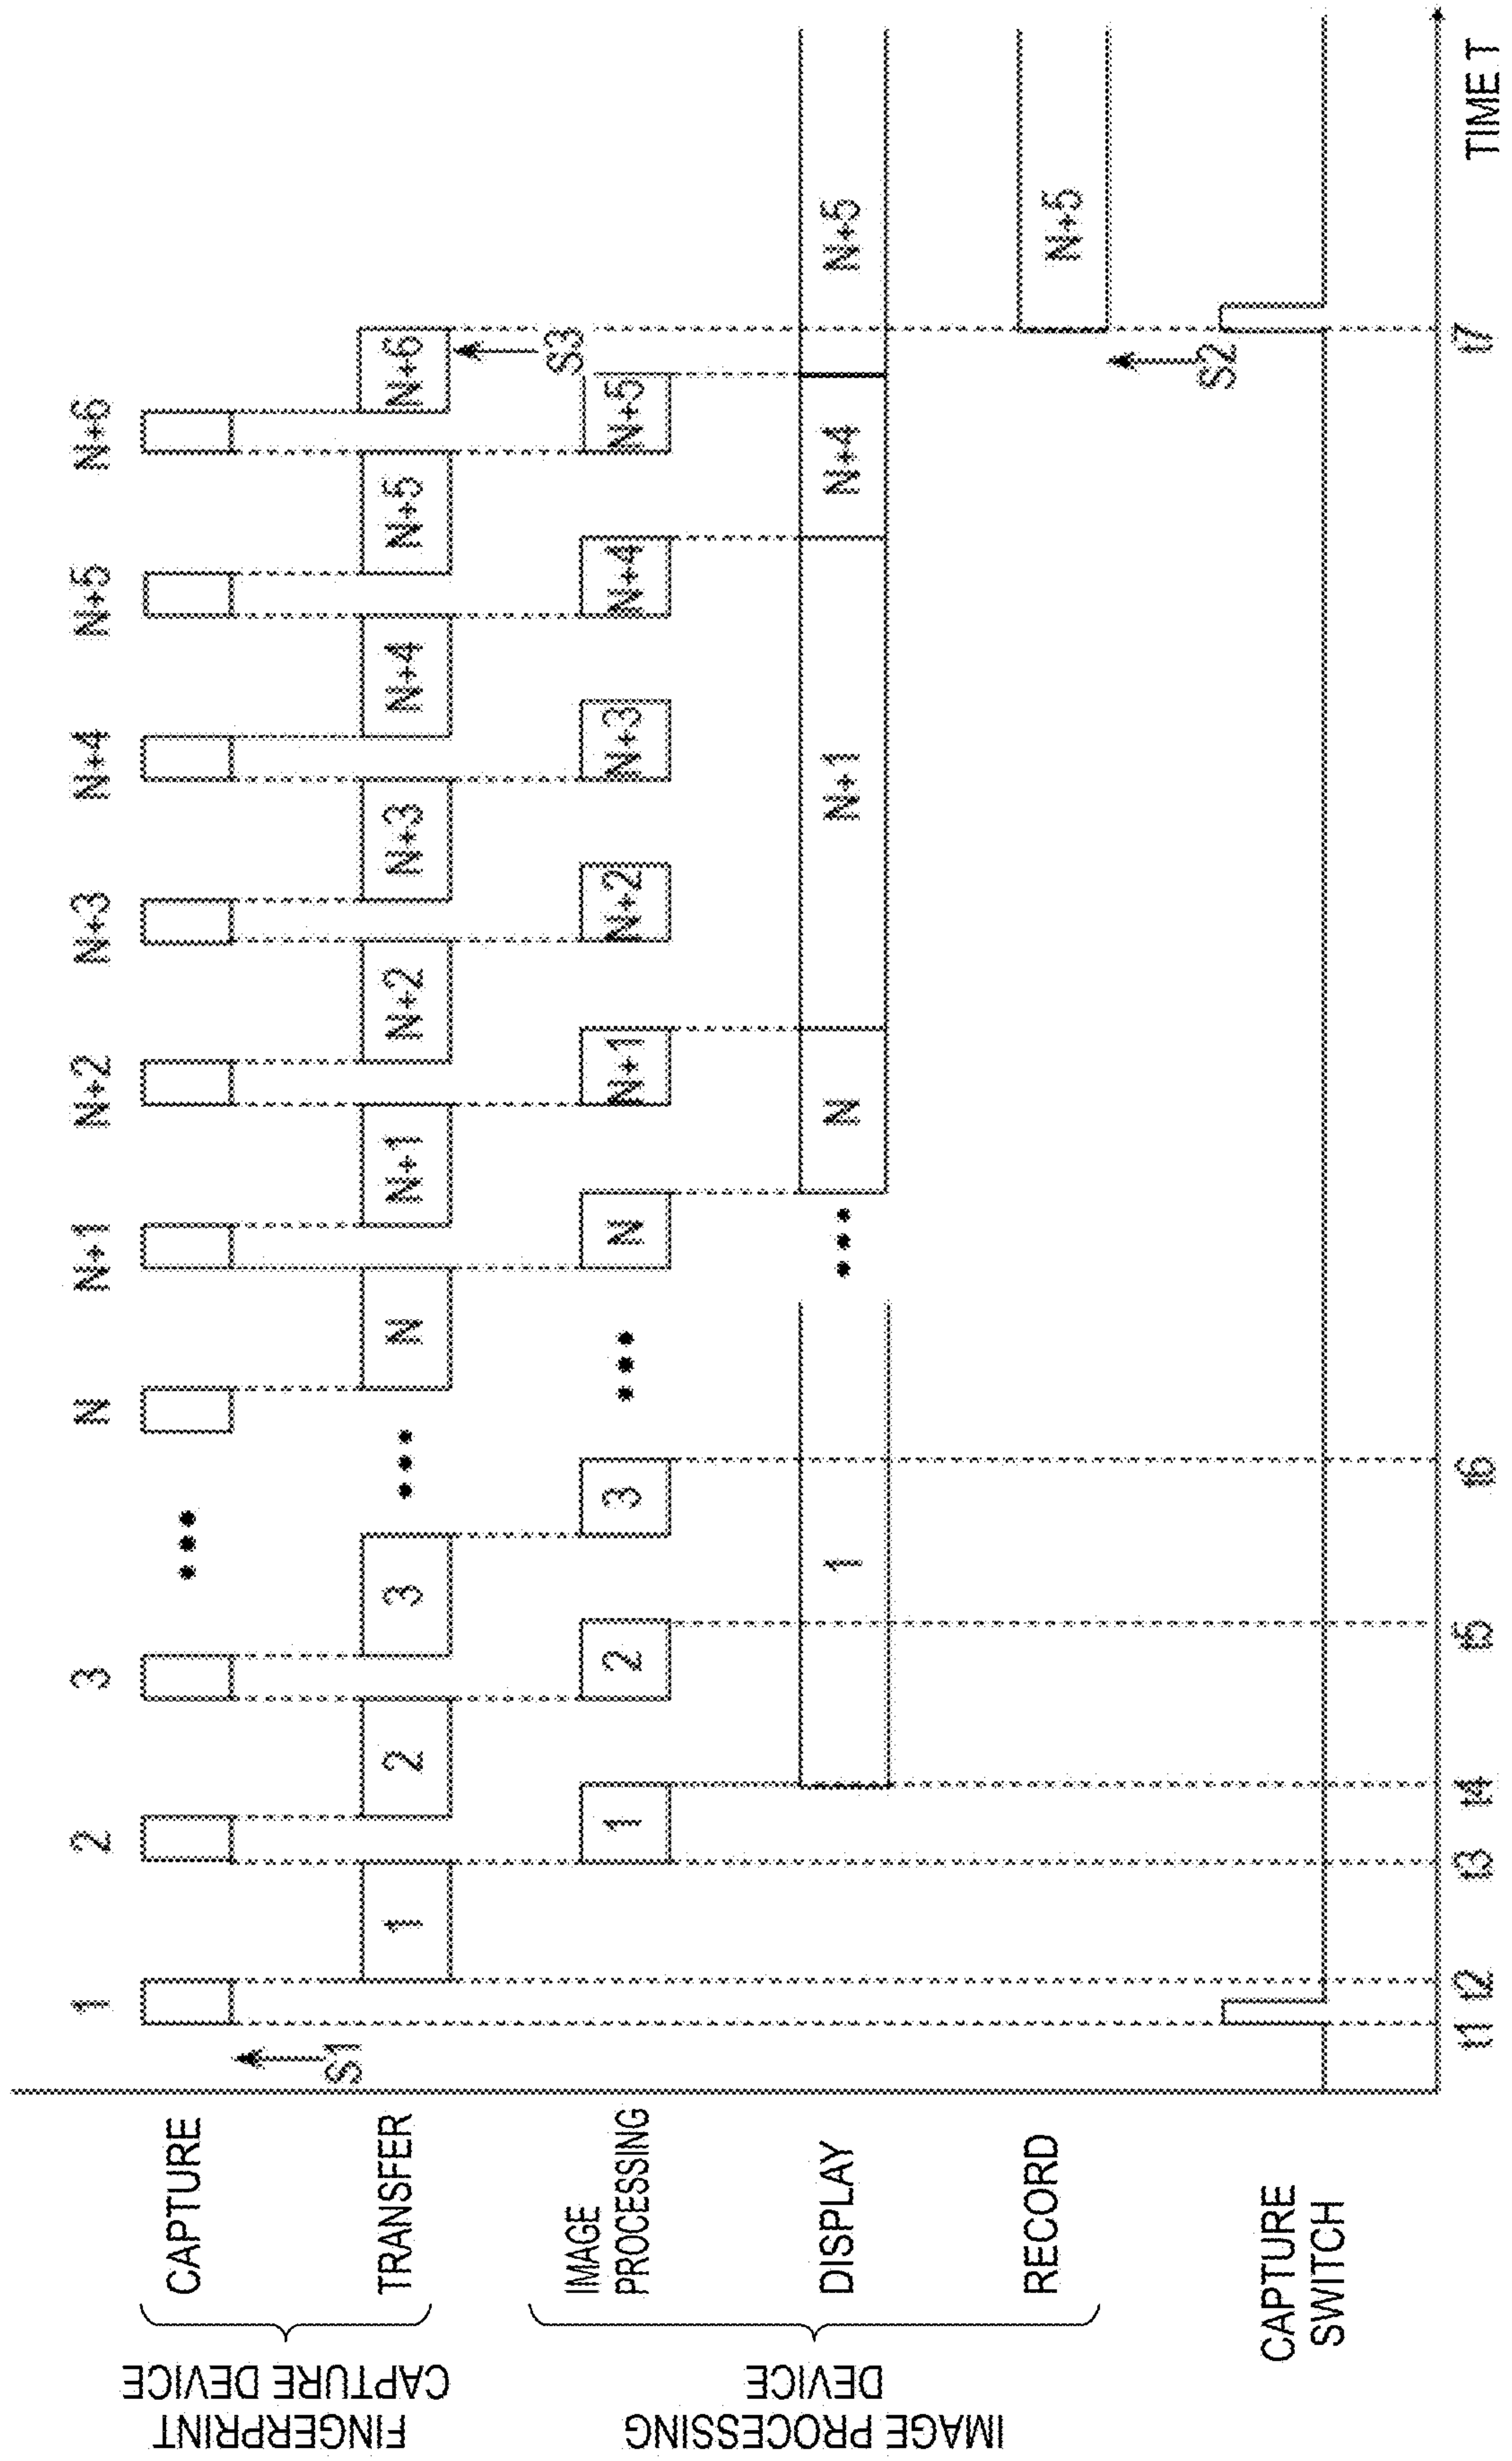 FINGERPRINT
CAPTURE DEVICE
CAPTURE
1 2 3 ••• N N+1 N+2 N+3 N+4 N+5 N+6
S1
TRANSFER
1 2 3 ••• N N+1 N+2 N+3 N+4 N+5 N+6
S3
IMAGE PROCESSING
DEVICE
IMAGE
PROCESSING
1 2 3 ••• N N+1 N+2 N+3 N+4 N+5
DISPLAY
1 ••• N N+1 N+4 N+5
RECORD
N+5
S2
CAPTURE
SWITCH
t1 t2 t3 t4 t5 t6 t7
TIME T